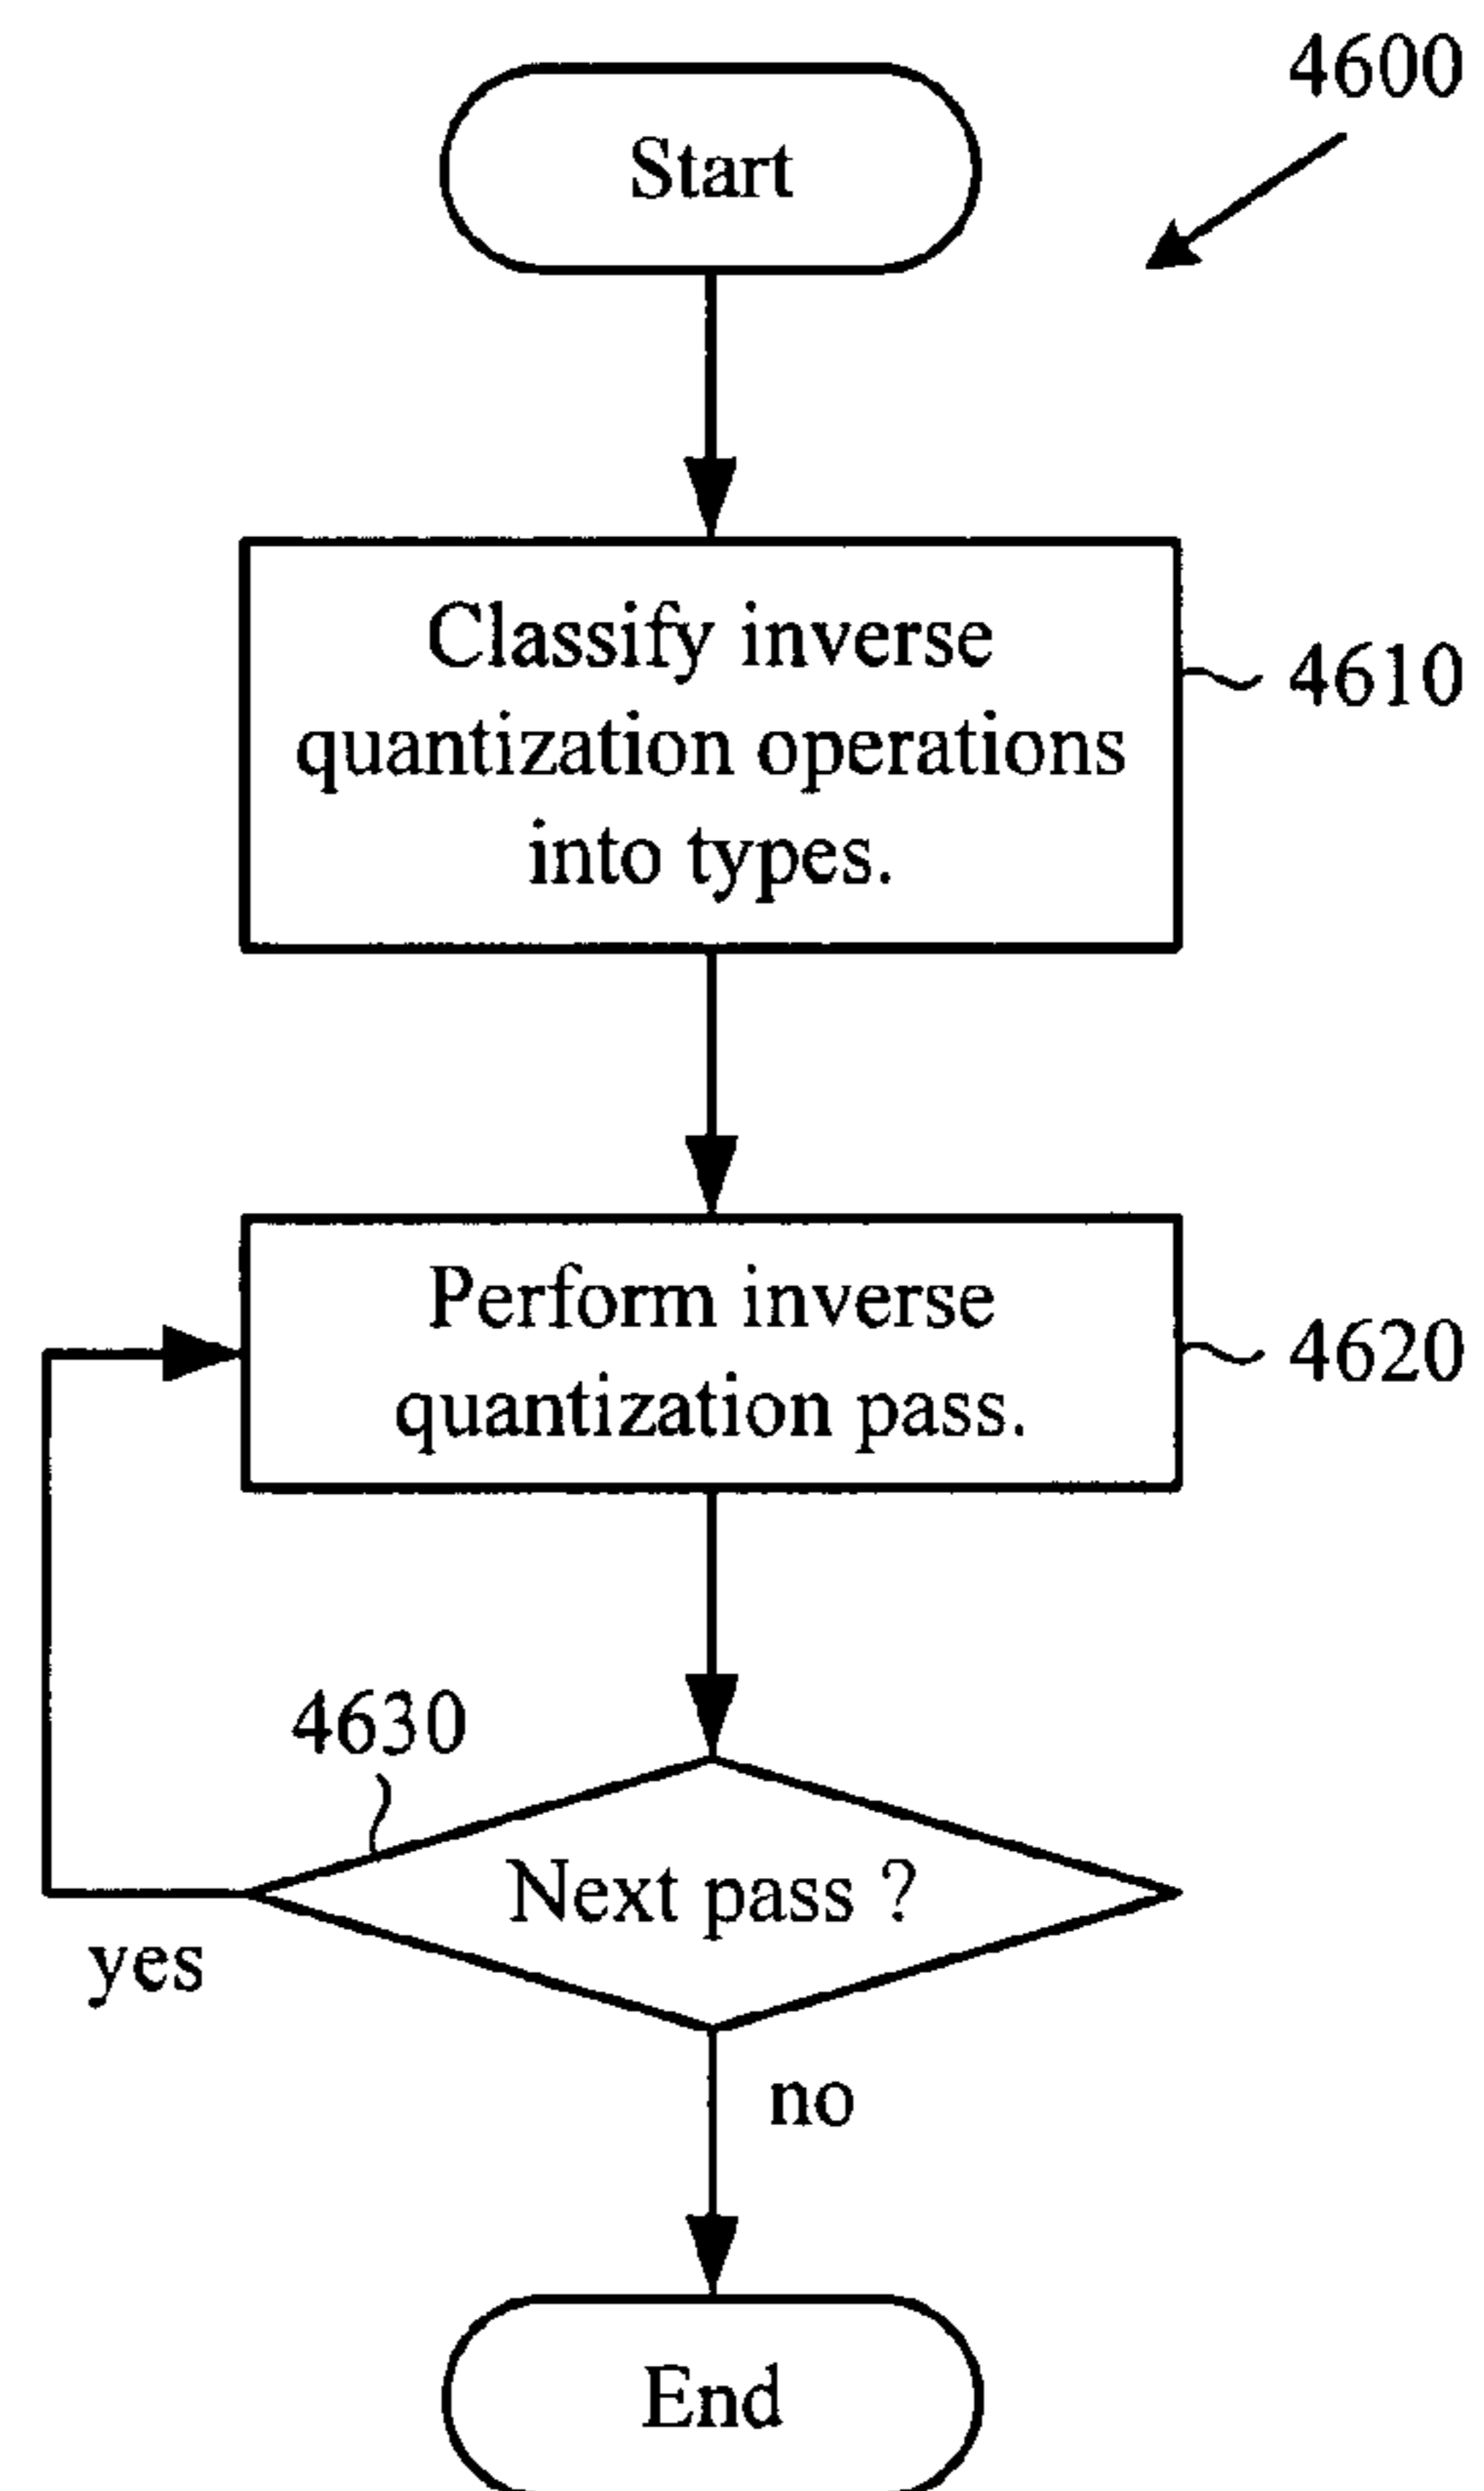 4600
Start
Classify inverse
quantization operations
into types.
4610
Perform inverse
quantization pass.
4620
4630
Next pass ?
yes
no
End